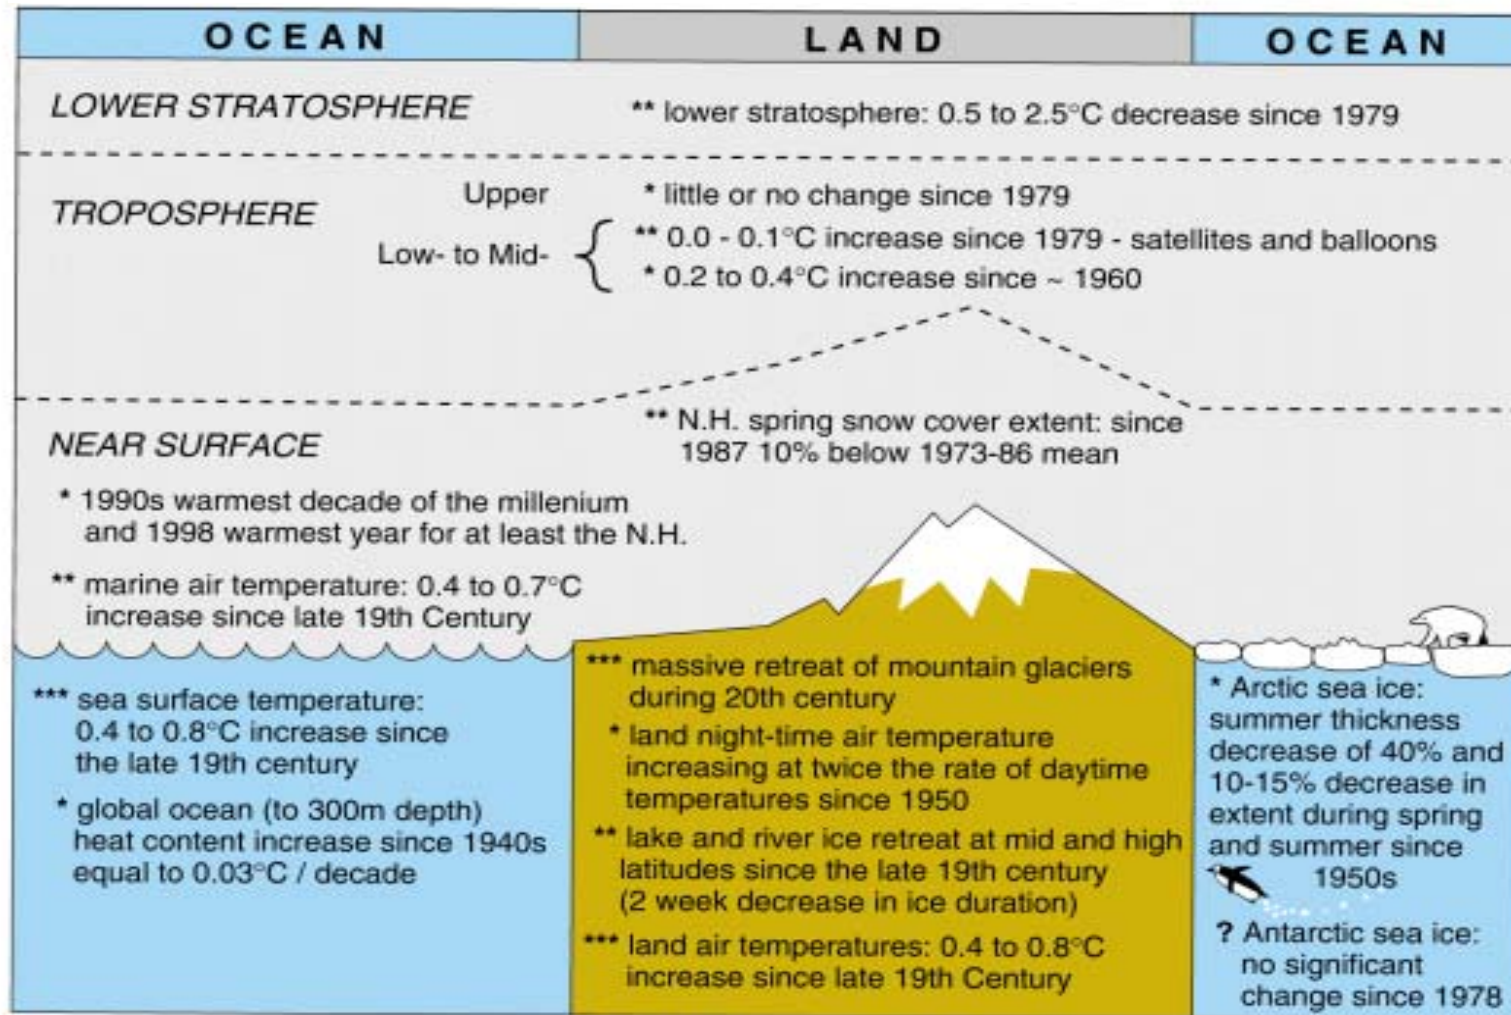 OCEAN
LAND
OCEAN
LOWER STRATOSPHERE
** lower stratosphere: 0.5 to 2.5°C decrease since 1979
TROPOSPHERE
Upper
* little or no change since 1979
Low- to Mid-
** 0.0 - 0.1°C increase since 1979 - satellites and balloons
* 0.2 to 0.4°C increase since ~ 1960
NEAR SURFACE
** N.H. spring snow cover extent: since
1987 10% below 1973-86 mean
* 1990s warmest decade of the millenium
and 1998 warmest year for at least the N.H.
** marine air temperature: 0.4 to 0.7°C
increase since late 19th Century
*** sea surface temperature:
0.4 to 0.8°C increase since
the late 19th century
* global ocean (to 300m depth)
heat content increase since 1940s
equal to 0.03°C / decade
*** massive retreat of mountain glaciers
during 20th century
* land night-time air temperature
increasing at twice the rate of daytime
temperatures since 1950
** lake and river ice retreat at mid and high
latitudes since the late 19th century
(2 week decrease in ice duration)
*** land air temperatures: 0.4 to 0.8°C
increase since late 19th Century
* Arctic sea ice:
summer thickness
decrease of 40% and
10-15% decrease in
extent during spring
and summer since
1950s
? Antarctic sea ice:
no significant
change since 1978